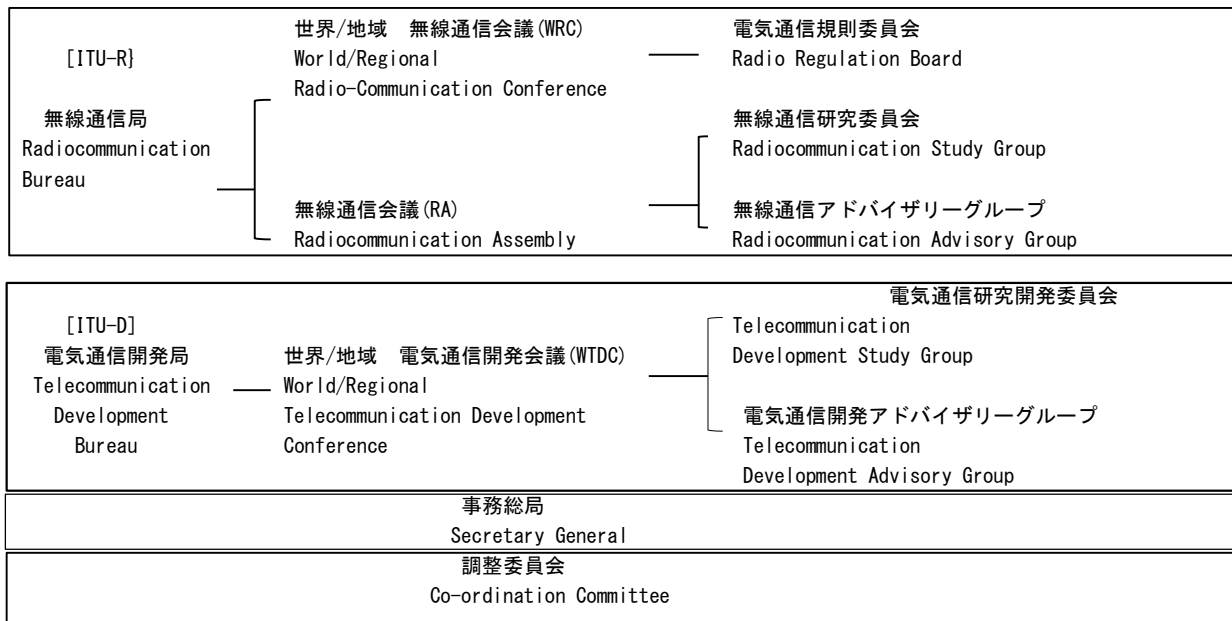 [ITU-R}
無線通信局
Radiocommunication
Bureau
世界/地域 無線通信会議(WRC)
World/Regional
Radio-Communication Conference
電気通信規則委員会
Radio Regulation Board
無線通信会議(RA)
Radiocommunication Assembly
無線通信研究委員会
Radiocommunication Study Group
無線通信アドバイザリーグループ
Radiocommunication Advisory Group
[ITU-D]
電気通信開発局
Telecommunication
Development
Bureau
世界/地域 電気通信開発会議(WTDC)
World/Regional
Telecommunication Development
Conference
電気通信研究開発委員会
Telecommunication
Development Study Group
電気通信開発アドバイザリーグループ
Telecommunication
Development Advisory Group
事務総局
Secretary General
調整委員会
Co-ordination Committee